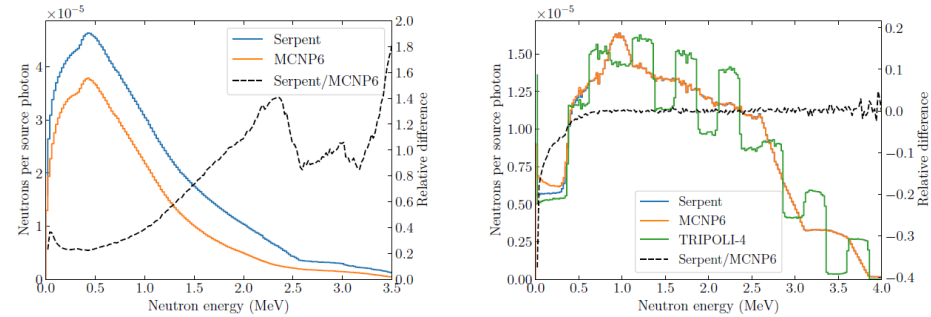 ×10⁻⁵
Neutrons per source photon
4
3
2
1
0
0.0 0.5 1.0 1.5 2.0 2.5 3.0 3.5
Neutron energy (MeV)
2.0
1.8
1.6
1.4
1.2
1.0
0.8
0.6
0.4
0.2
0.0
Relative difference
Serpent
MCNP6
Serpent/MCNP6
×10⁻⁵
Neutrons per source photon
1.50
1.25
1.00
0.75
0.50
0.25
0.00
0.0 0.5 1.0 1.5 2.0 2.5 3.0 3.5 4.0
Neutron energy (MeV)
0.2
0.1
0.0
−0.1
−0.2
−0.3
−0.4
Relative difference
Serpent
MCNP6
TRIPOLI-4
Serpent/MCNP6